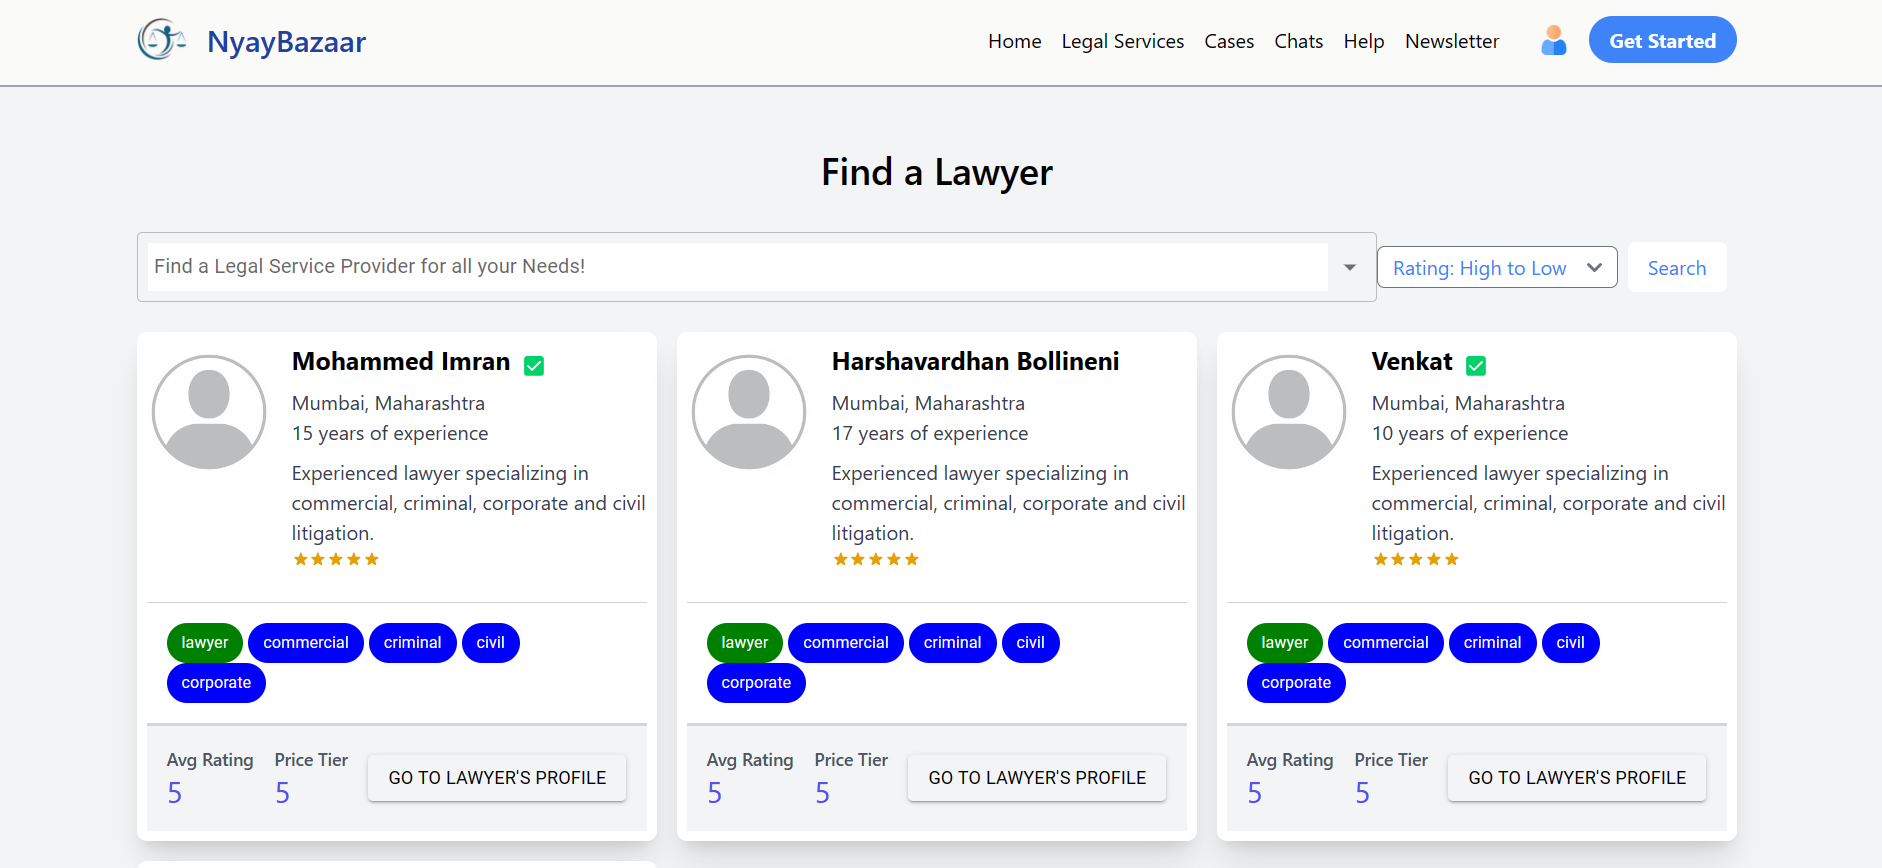 NyayBazaar
Home Legal Services Cases Chats Help Newsletter Get Started
Find a Lawyer
Find a Legal Service Provider for all your Needs! Rating: High to Low Search
Mohammed Imran
Mumbai, Maharashtra
15 years of experience
Experienced lawyer specializing in
commercial, criminal, corporate and civil
litigation.
lawyer commercial criminal civil
corporate
Avg Rating Price Tier GO TO LAWYER'S PROFILE
5 5
Harshavardhan Bollineni
Mumbai, Maharashtra
17 years of experience
Experienced lawyer specializing in
commercial, criminal, corporate and civil
litigation.
lawyer commercial criminal civil
corporate
Avg Rating Price Tier GO TO LAWYER'S PROFILE
5 5
Venkat
Mumbai, Maharashtra
10 years of experience
Experienced lawyer specializing in
commercial, criminal, corporate and civil
litigation.
lawyer commercial criminal civil
corporate
Avg Rating Price Tier GO TO LAWYER'S PROFILE
5 5